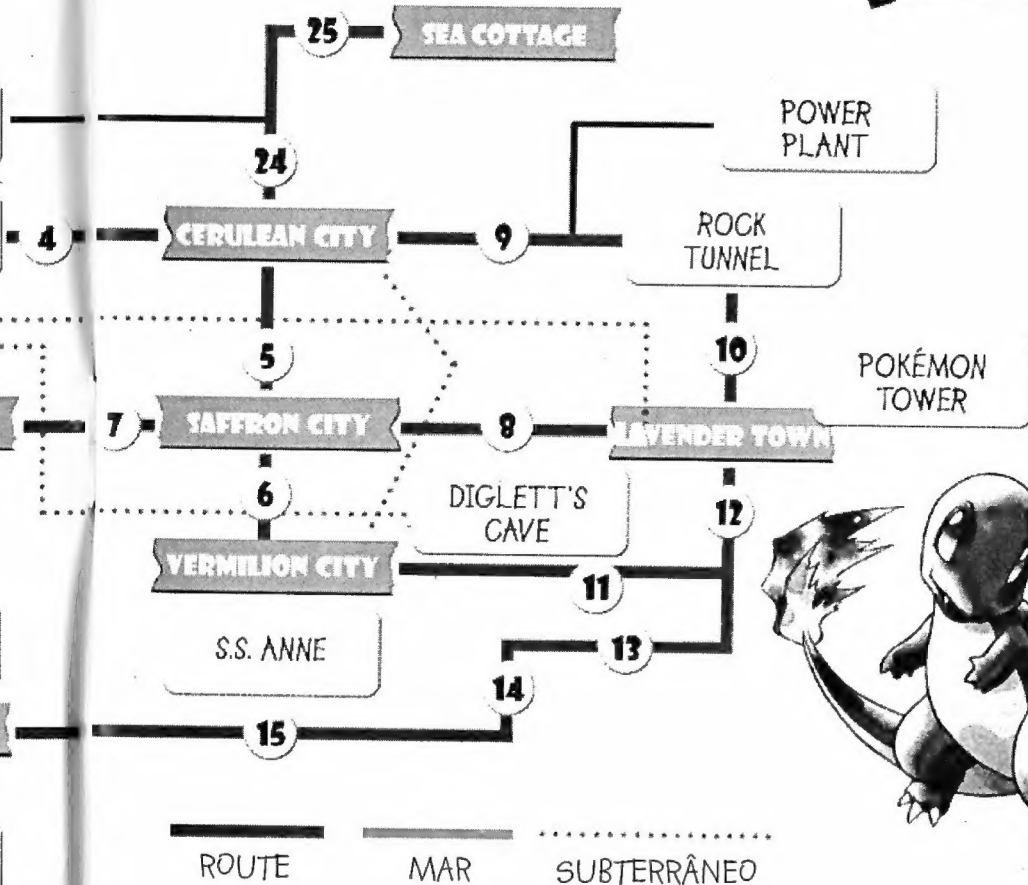 25
SEA COTTAGE
POWER
PLANT
24
4
CERULEAN CITY
9
ROCK
TUNNEL
5
10
POKÉMON
TOWER
7
SAFFRON CITY
8
LAVENDER TOWN
6
DIGLETT'S
CAVE
12
VERMILION CITY
11
S.S. ANNE
13
14
15
ROUTE
MAR
SUBTERRÂNEO